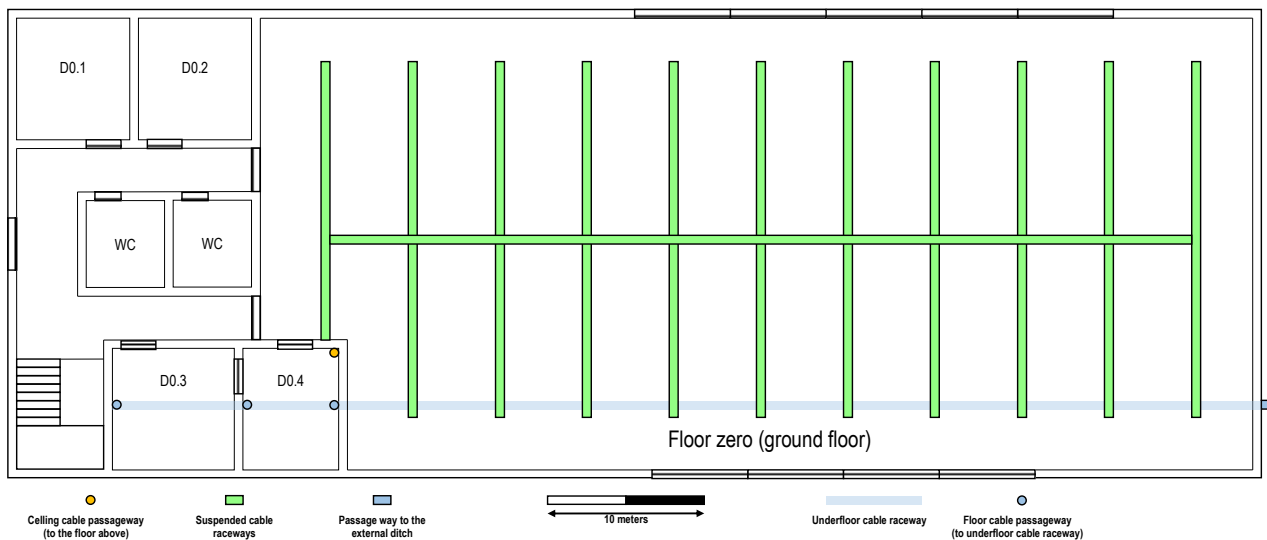 D0.1
D0.2
WC
WC
D0.3
D0.4
Floor zero (ground floor)
Celling cable passageway
(to the floor above)
Suspended cable
raceways
Passage way to the
external ditch
10 meters
Underfloor cable raceway
Floor cable passageway
(to underfloor cable raceway)